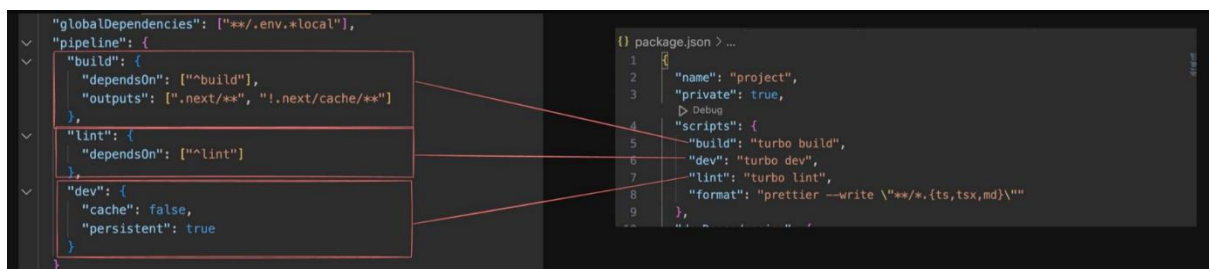 "globalDependencies": ["**/.env.*local"],
"pipeline": {
"build": {
"dependsOn": ["^build"],
"outputs": [".next/**", "!.next/cache/**"]
},
"lint": {
"dependsOn": ["^lint"]
},
"dev": {
"cache": false,
"persistent": true
}
}
{} package.json > ...
1 {
2 "name": "project",
3 "private": true,
Debug
4 "scripts": {
5 "build": "turbo build",
6 "dev": "turbo dev",
7 "lint": "turbo lint",
8 "format": "prettier --write \"**/*.{ts,tsx,md}\""
9 },